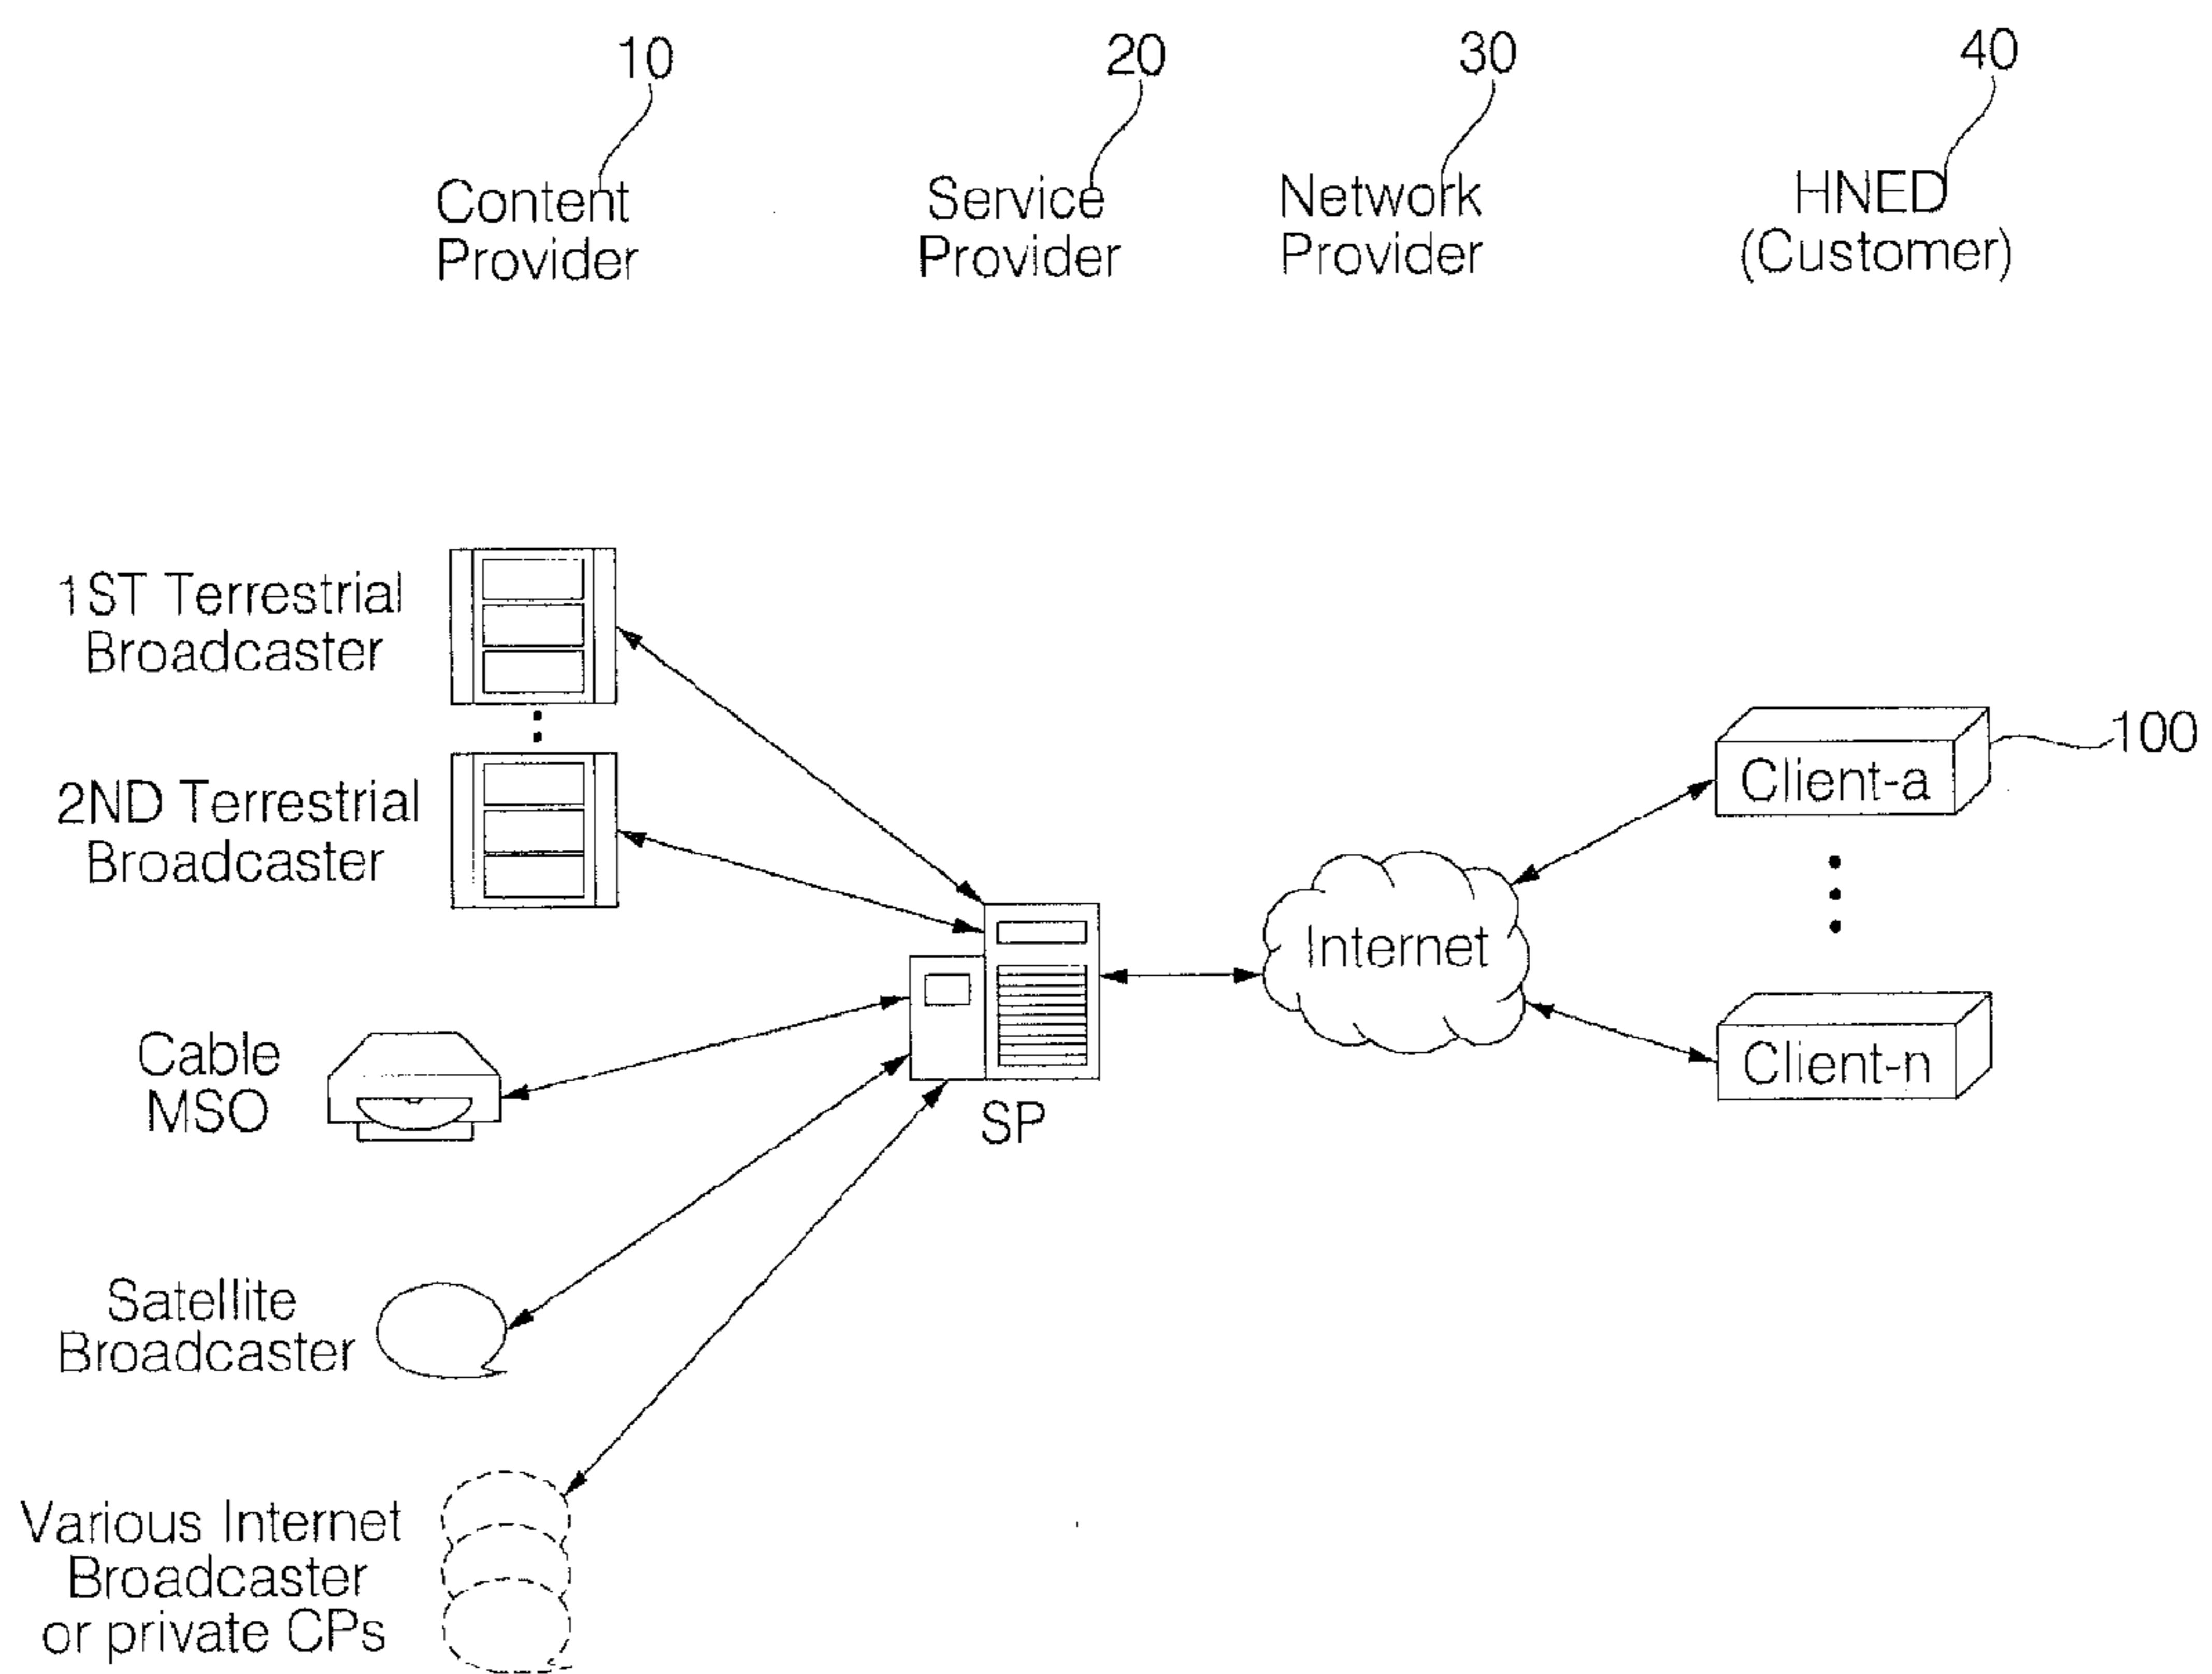 10
20
30
40
Content
Provider
Service
Provider
Network
Provider
HNED
(Customer)
1ST Terrestrial
Broadcaster
2ND Terrestrial
Broadcaster
Cable
MSO
Satellite
Broadcaster
Various Internet
Broadcaster
or private CPs
SP
Internet
Client-a
100
Client-n